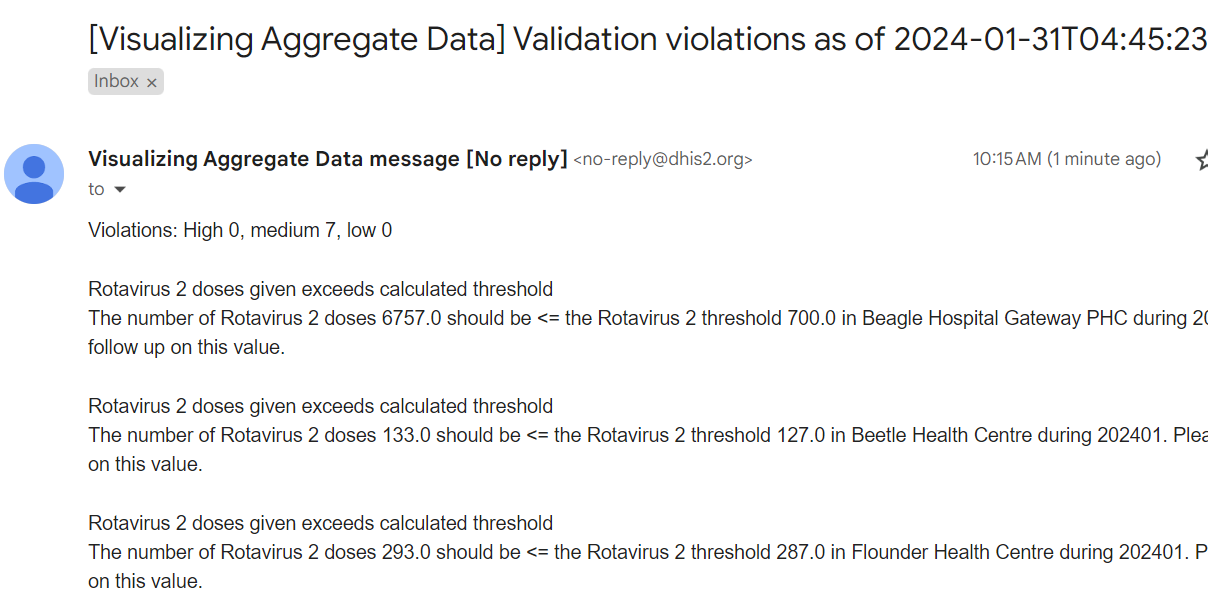 [Visualizing Aggregate Data] Validation violations as of 2024-01-31T04:45:23
Inbox ×
Visualizing Aggregate Data message [No reply] <no-reply@dhis2.org> 10:15 AM (1 minute ago)
to
Violations: High 0, medium 7, low 0
Rotavirus 2 doses given exceeds calculated threshold
The number of Rotavirus 2 doses 6757.0 should be <= the Rotavirus 2 threshold 700.0 in Beagle Hospital Gateway PHC during
follow up on this value.
Rotavirus 2 doses given exceeds calculated threshold
The number of Rotavirus 2 doses 133.0 should be <= the Rotavirus 2 threshold 127.0 in Beetle Health Centre during 202401.
on this value.
Rotavirus 2 doses given exceeds calculated threshold
The number of Rotavirus 2 doses 293.0 should be <= the Rotavirus 2 threshold 287.0 in Flounder Health Centre during 202401.
on this value.